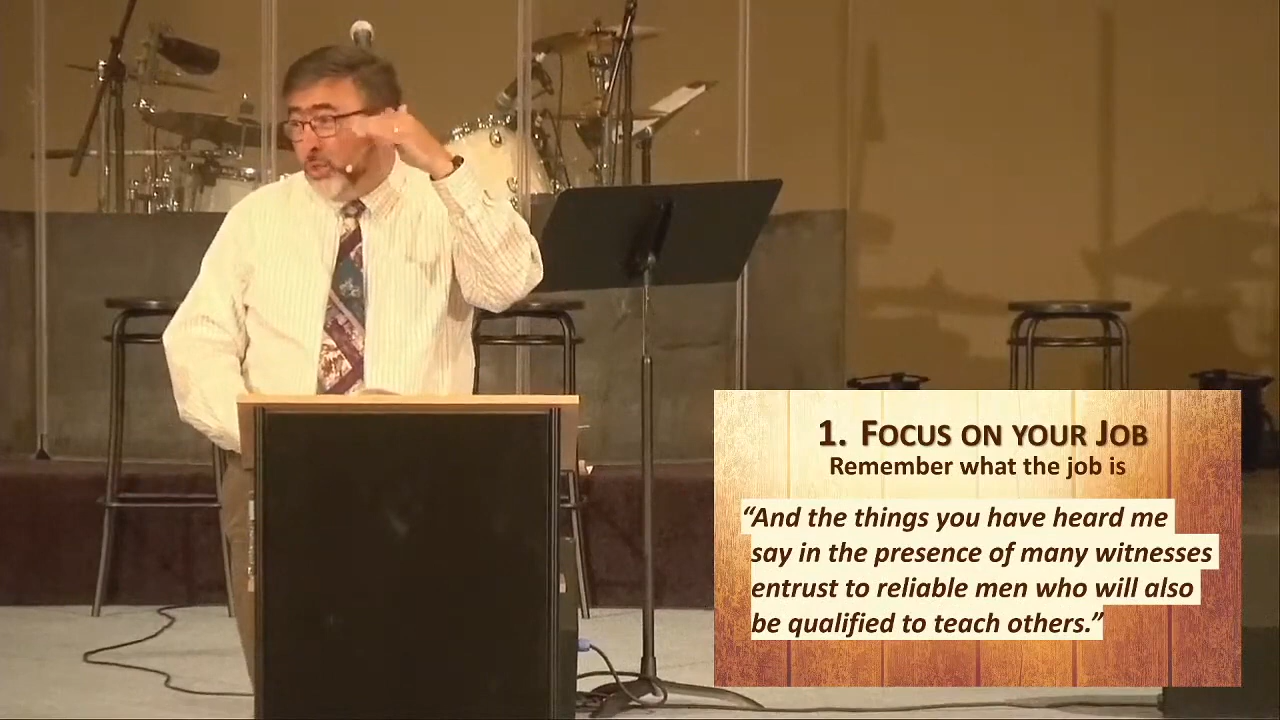 1. FOCUS ON YOUR JOB
Remember what the job is
“And the things you have heard me
say in the presence of many witnesses
entrust to reliable men who will also
be qualified to teach others.”